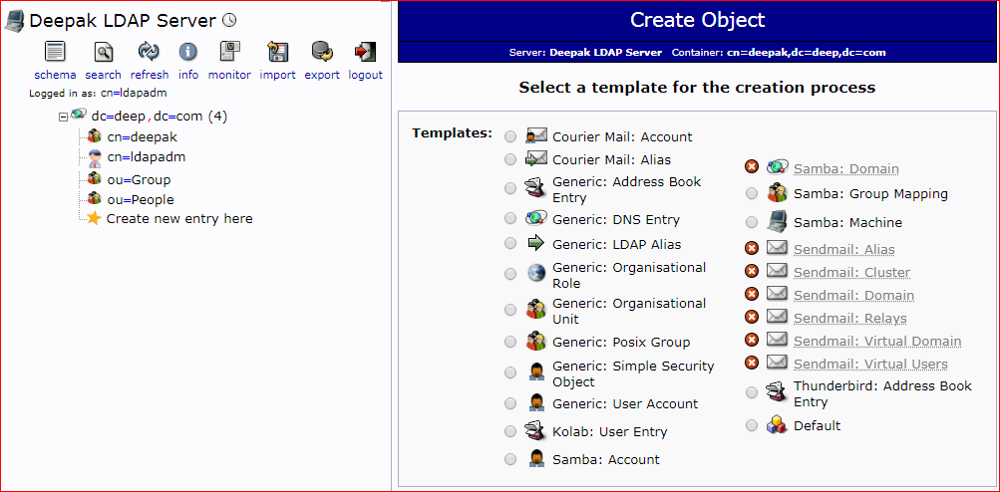 Deepak LDAP Server
schema search refresh info monitor import export logout
Logged in as: cn=ldapadm
dc=deep,dc=com (4)
cn=deepak
cn=ldapadm
ou=Group
ou=People
Create new entry here
Create Object
Server: Deepak LDAP Server Container: cn=deepak,dc=deep,dc=com
Select a template for the creation process
Templates:
Courier Mail: Account
Courier Mail: Alias
Generic: Address Book
Entry
Generic: DNS Entry
Generic: LDAP Alias
Generic: Organisational
Role
Generic: Organisational
Unit
Generic: Posix Group
Generic: Simple Security
Object
Generic: User Account
Kolab: User Entry
Samba: Account
Samba: Domain
Samba: Group Mapping
Samba: Machine
Sendmail: Alias
Sendmail: Cluster
Sendmail: Domain
Sendmail: Relays
Sendmail: Virtual Domain
Sendmail: Virtual Users
Thunderbird: Address Book
Entry
Default